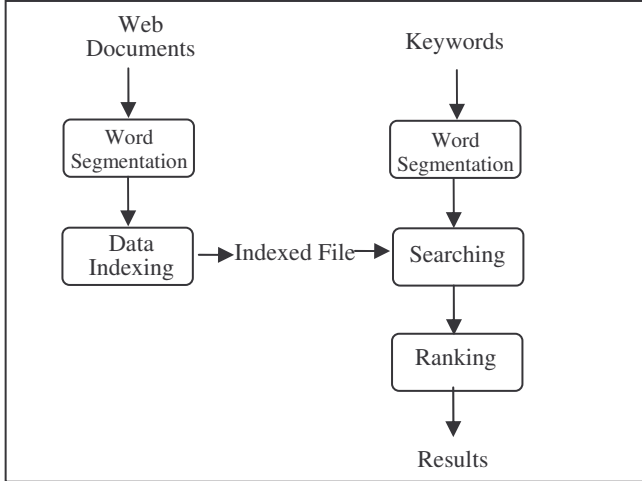 Web
Documents
Keywords
Word
Segmentation
Word
Segmentation
Data
Indexing
Indexed File
Searching
Ranking
Results